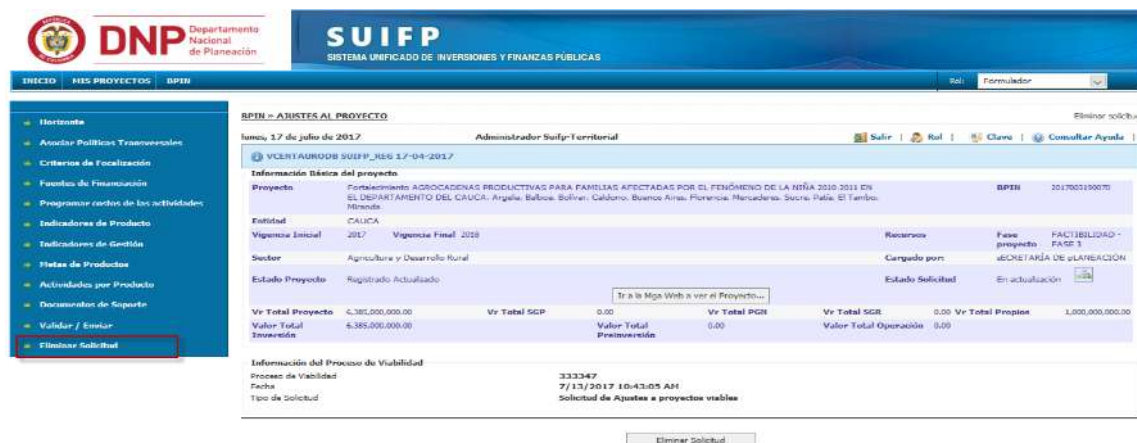 DNP Departamento
Nacional
de Planeación
SUIFP
SISTEMA UNIFICADO DE INVERSIONES Y FINANZAS PÚBLICAS
INICIO MIS PROYECTOS BPIN Rol: Formulador
Horizonte
Asociar Políticas Transversales
Criterios de Focalización
Fuentes de Financiación
Programar costos de las actividades
Indicadores de Producto
Indicadores de Gestión
Metas de Productos
Actividades por Producto
Documentos de Soporte
Validar / Enviar
Eliminar Solicitud
BPIN » AJUSTES AL PROYECTO Eliminar solicitu
lunes, 17 de julio de 2017 Administrador Suifp-Territorial Salir | Rol | Clave | Consultar Ayuda |
VCENTAURODB SUIFP_REG 17-04-2017
Información Básica del proyecto
Proyecto Fortalecimiento AGROCADENAS PRODUCTIVAS PARA FAMILIAS AFECTADAS POR EL FENÓMENO DE LA NIÑA 2010-2011 EN BPIN
EL DEPARTAMENTO DEL CAUCA. Argelia, Balboa, Bolívar, Caldono, Buenos Aires, Florencia, Mercaderes, Sucre, Patía, El Tambo,
Miranda
Entidad CAUCA
Vigencia Inicial 2017 Vigencia Final 2018 Recursos Fase proyecto FACTIBILIDAD - FASE 3
Sector Agricultura y Desarrollo Rural Cargado por: sECRETARÍA DE pLANEACIÓN
Estado Proyecto Registrado Actualizado Estado Solicitud En actualización
Ir a la Mga Web a ver el Proyecto...
Vr Total Proyecto 6,385,000,000.00 Vr Total SGP 0.00 Vr Total PGN Vr Total SGR 0.00 Vr Total Propios 1,000,000,000.00
Valor Total Inversión 6,385,000,000.00 Valor Total Preinversión 0.00 Valor Total Operación 0.00
Información del Proceso de Viabilidad
Proceso de Viabilidad 333347
Fecha 7/13/2017 10:43:05 AM
Tipo de Solicitud Solicitud de Ajustes a proyectos viables
Eliminar Solicitud